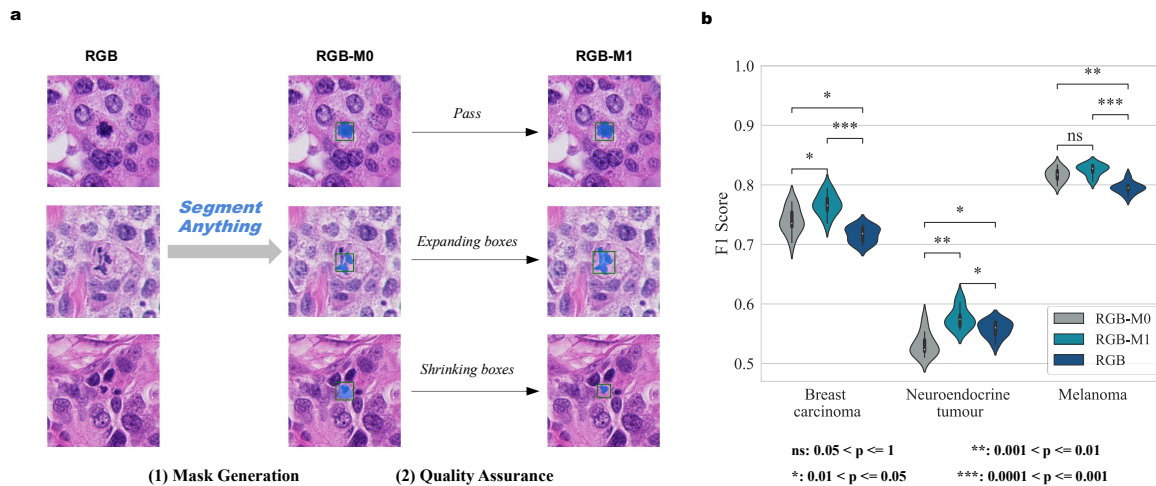 a
RGB
RGB-M0
RGB-M1
Pass
Segment
Anything
Expanding boxes
Shrinking boxes
(1) Mask Generation
(2) Quality Assurance
b
F1 Score
1.0
0.9
0.8
0.7
0.6
0.5
*
***
*
*
**
*
**
***
ns
RGB-M0
RGB-M1
RGB
Breast
carcinoma
Neuroendocrine
tumour
Melanoma
ns: 0.05 < p <= 1
**: 0.001 < p <= 0.01
*: 0.01 < p <= 0.05
***: 0.0001 < p <= 0.001